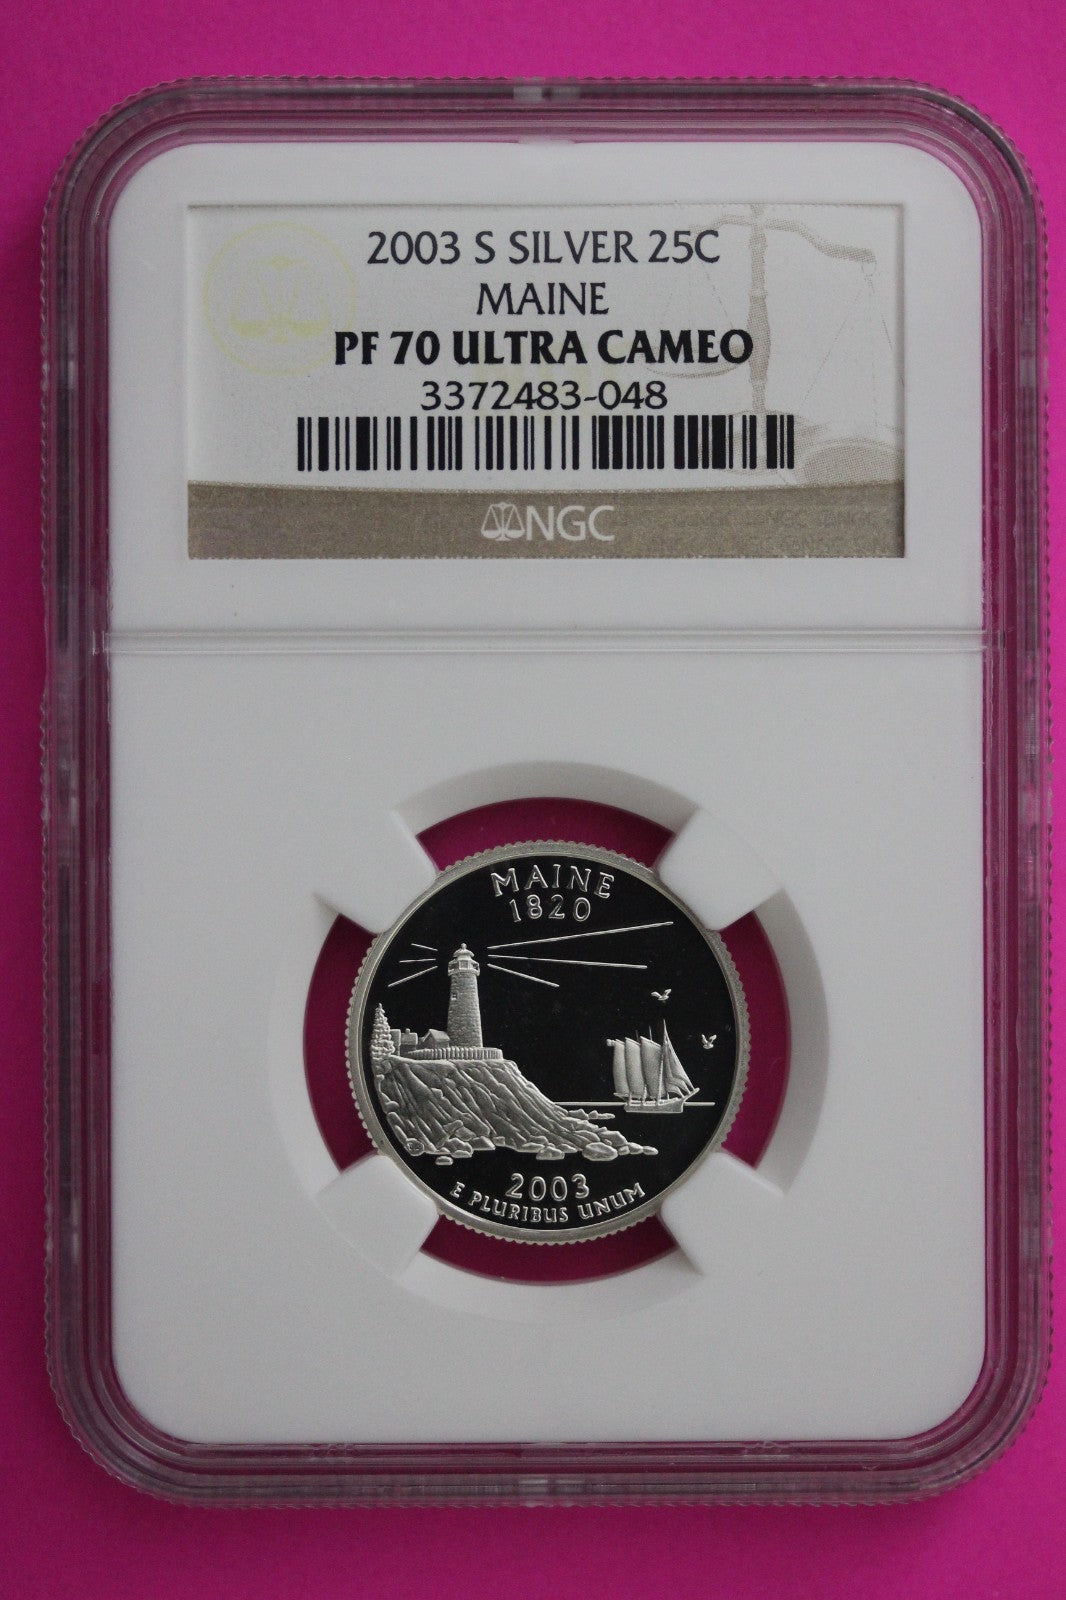 2003 S SILVER 25C
MAINE
PF 70 ULTRA CAMEO
3372483-048
NGC
MAINE
1820
2003
E PLURIBUS UNUM